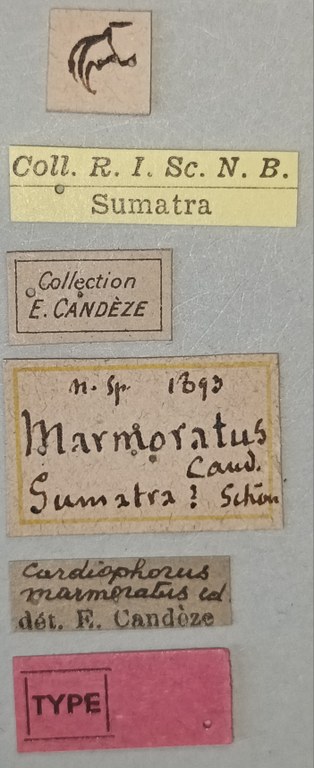 Coll. R. I. Sc. N. B.
Sumatra
Collection
E. CANDÈZE
n. sp. 1893
Marmoratus
Cand.
Sumatra ? Schön
Cardiophorus
marmoratus cd.
dét. E. Candèze
TYPE